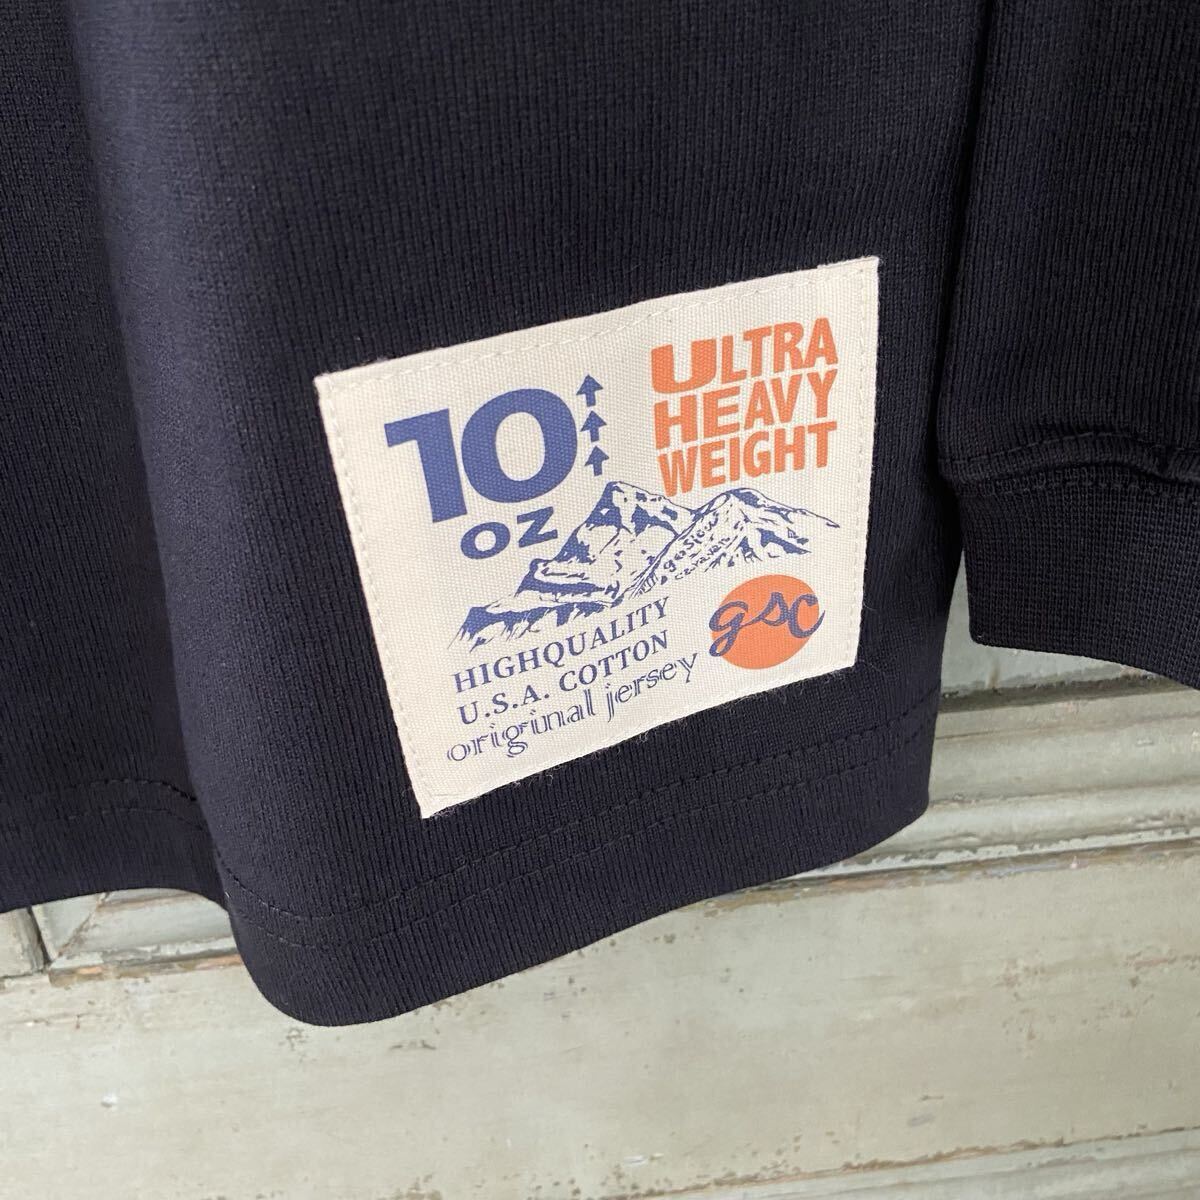 10
OZ
ULTRA
HEAVY
WEIGHT
HIGHQUALITY
U.S.A. COTTON
original jersey
gsc